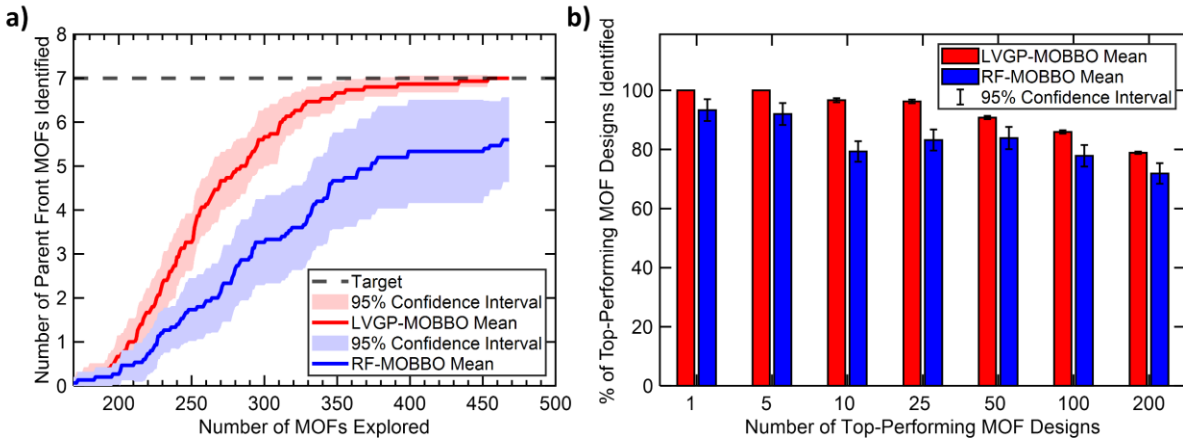 a)
Number of Parent Front MOFs Identified
8
7
6
5
4
3
2
1
0
200
250
300
350
400
450
500
Number of MOFs Explored
Target
95% Confidence Interval
LVGP-MOBBO Mean
95% Confidence Interval
RF-MOBBO Mean
b)
% of Top-Performing MOF Designs Identified
100
80
60
40
20
0
1
5
10
25
50
100
200
Number of Top-Performing MOF Designs
LVGP-MOBBO Mean
RF-MOBBO Mean
95% Confidence Interval